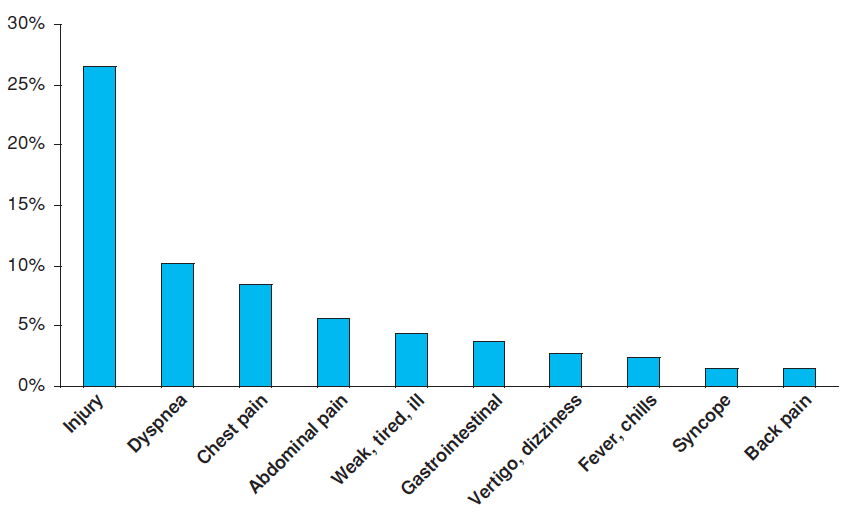 30%
25%
20%
15%
10%
5%
0%
Injury
Dyspnea
Chest pain
Abdominal pain
Weak, tired, ill
Gastrointestinal
Vertigo, dizziness
Fever, chills
Syncope
Back pain